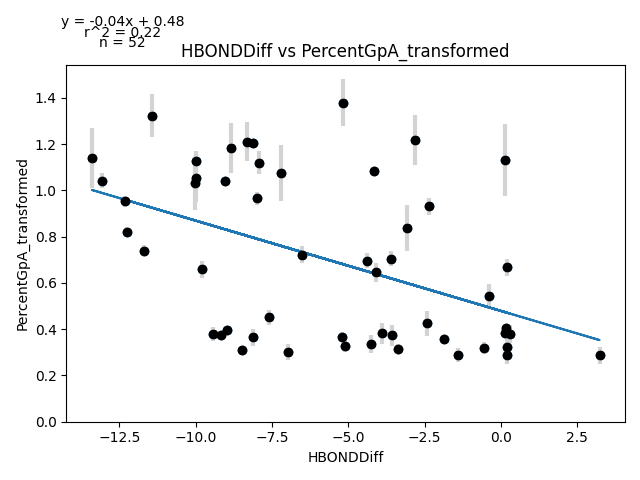 y = -0.04x + 0.48
r^2 = 0.22
n = 52
HBONDDiff vs PercentGpA_transformed
1.4
1.2
1.0
0.8
0.6
0.4
0.2
0.0
PercentGpA_transformed
−12.5 −10.0 −7.5 −5.0 −2.5 0.0 2.5
HBONDDiff